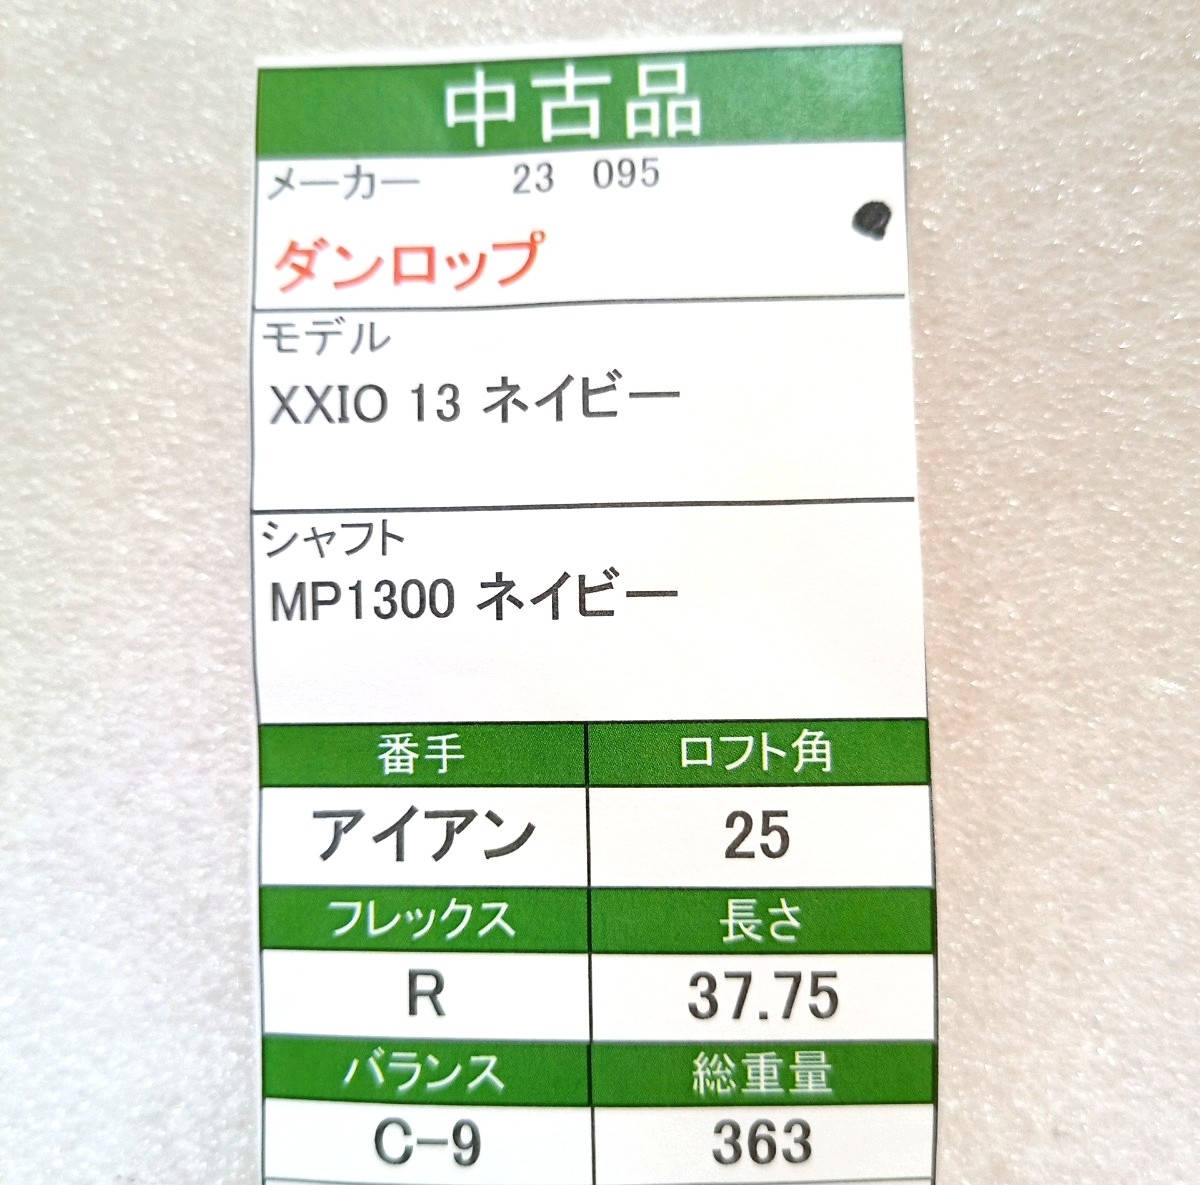 中古品
メーカー 23 095
ダンロップ
モデル
XXIO 13 ネイビー
シャフト
MP1300 ネイビー
番手 ロフト角
アイアン 25
フレックス 長さ
R 37.75
バランス 総重量
C-9 363